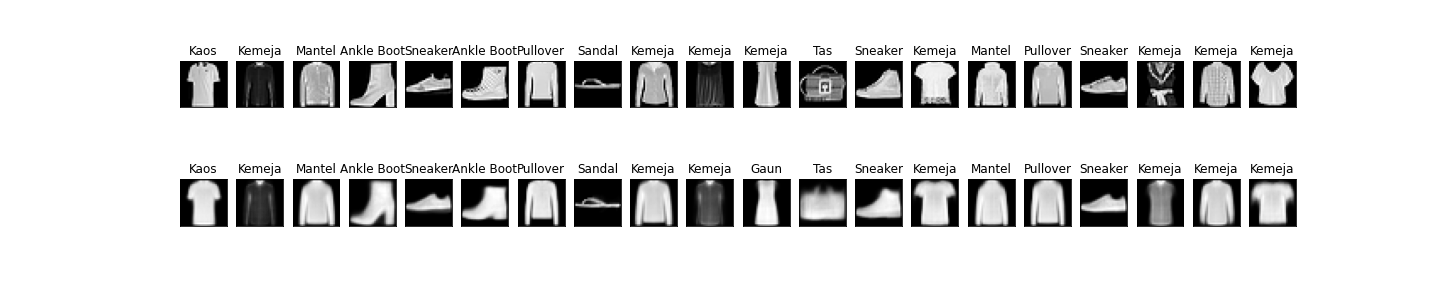 Kaos Kemeja Mantel Ankle Boot Sneaker Ankle Boot Pullover Sandal Kemeja Kemeja Kemeja Tas Sneaker Kemeja Mantel Pullover Sneaker Kemeja Kemeja Kemeja
Kaos Kemeja Mantel Ankle Boot Sneaker Ankle Boot Pullover Sandal Kemeja Kemeja Gaun Tas Sneaker Kemeja Mantel Pullover Sneaker Kemeja Kemeja Kemeja